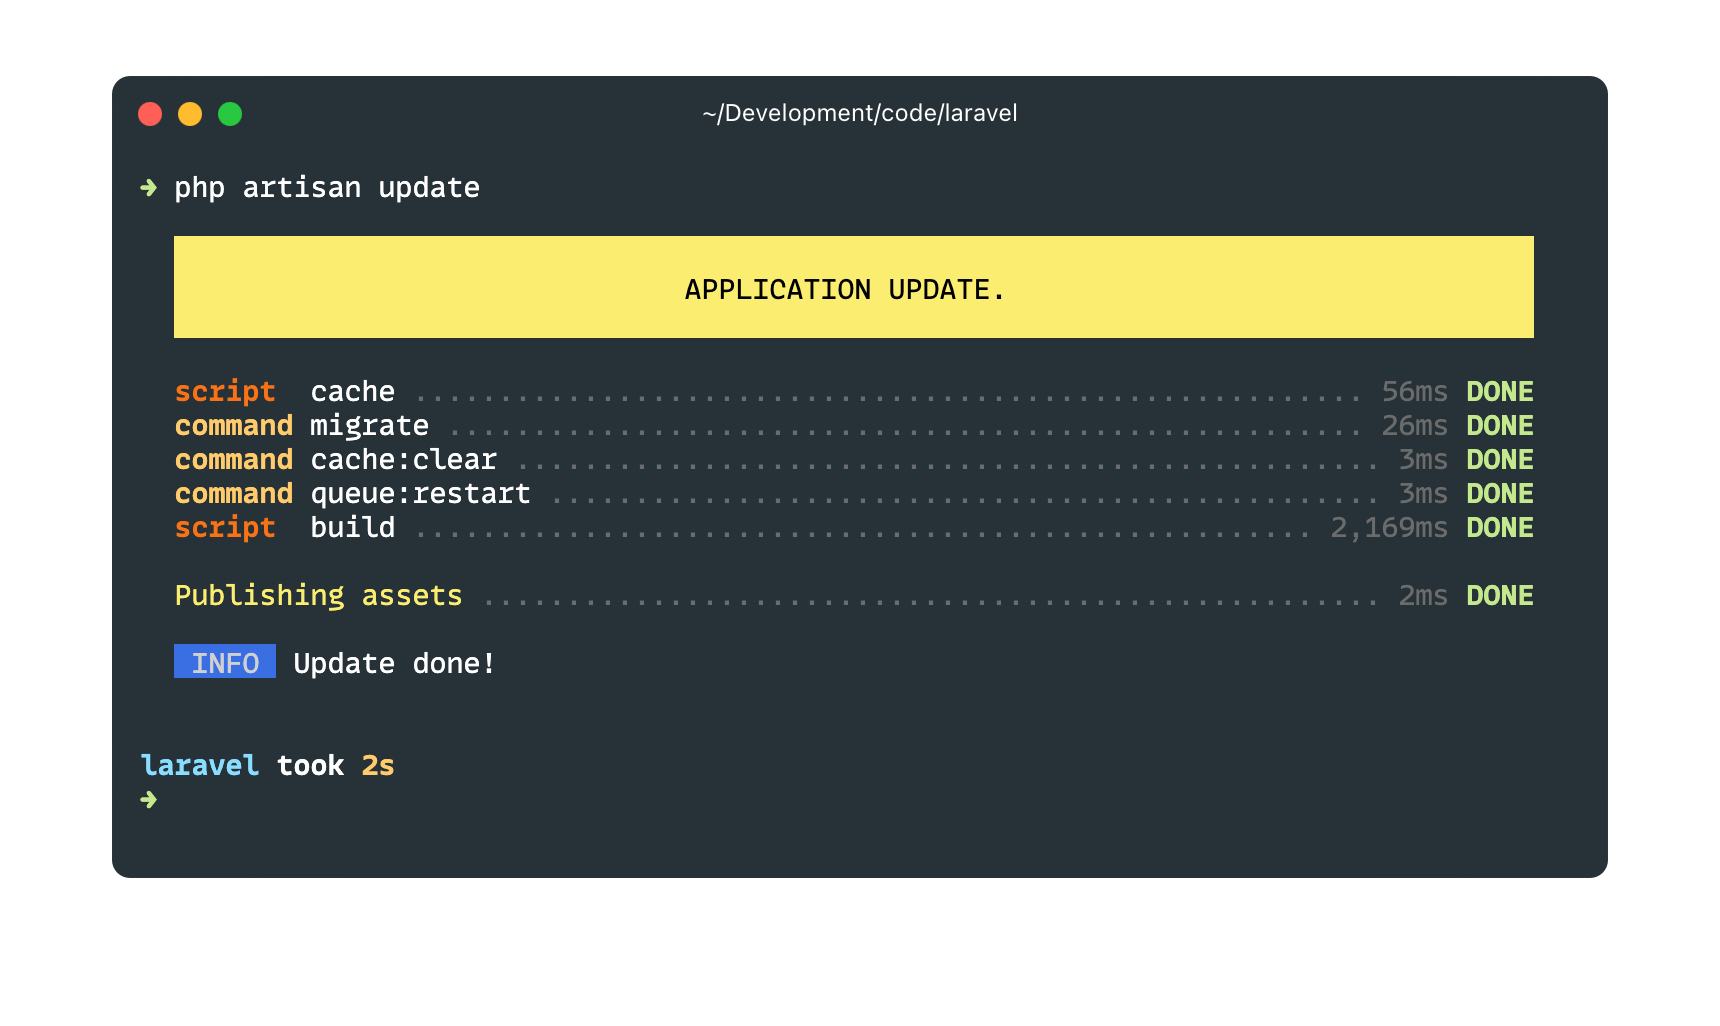 ~/Development/code/laravel
➜ php artisan update
APPLICATION UPDATE.
script  cache ........................................................ 56ms DONE
command migrate ...................................................... 26ms DONE
command cache:clear ................................................... 3ms DONE
command queue:restart ................................................. 3ms DONE
script  build ..................................................... 2,169ms DONE
Publishing assets ..................................................... 2ms DONE
INFO Update done!
laravel took 2s
➜